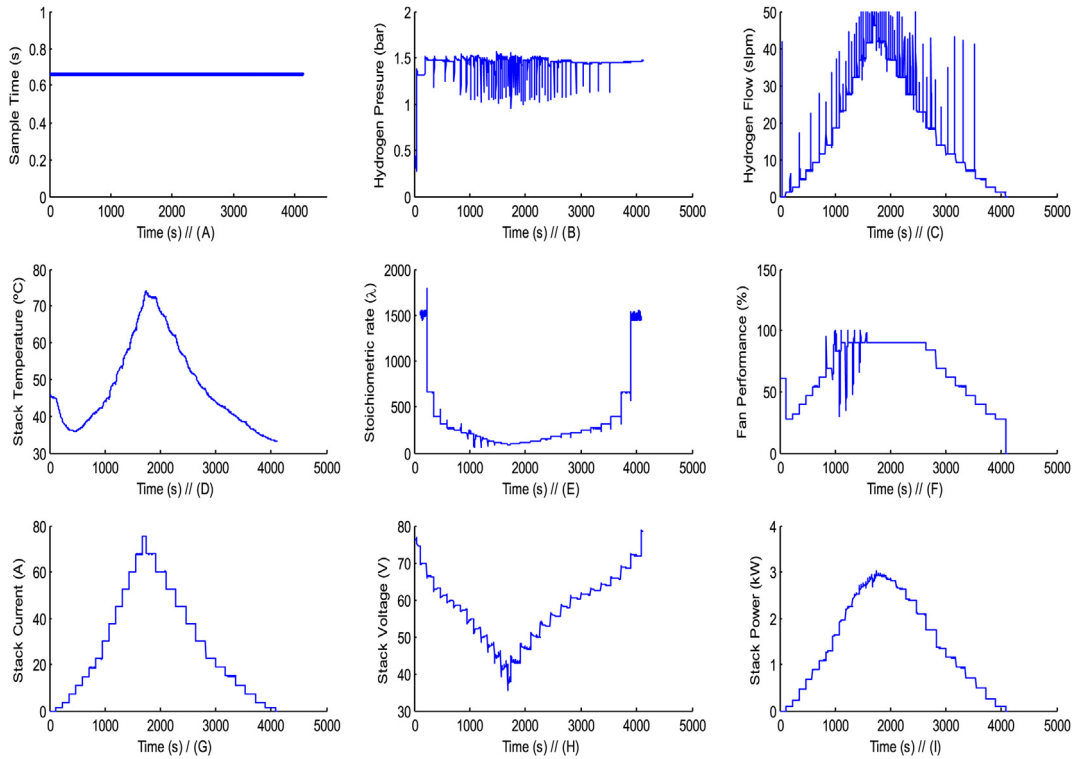 Sample Time (s)
1
0.8
0.6
0.4
0.2
0
0 1000 2000 3000 4000
Time (s) // (A)
Hydrogen Pressure (bar)
2
1.5
1
0.5
0
0 1000 2000 3000 4000 5000
Time (s) // (B)
Hydrogen Flow (slpm)
50
40
30
20
10
0
0 1000 2000 3000 4000 5000
Time (s) // (C)
Stack Temperature (ºC)
80
70
60
50
40
30
0 1000 2000 3000 4000 5000
Time (s) // (D)
Stoichiometric rate (λ)
2000
1500
1000
500
0
0 1000 2000 3000 4000 5000
Time (s) // (E)
Fan Performance (%)
150
100
50
0
0 1000 2000 3000 4000 5000
Time (s) // (F)
Stack Current (A)
80
60
40
20
0
0 1000 2000 3000 4000 5000
Time (s) / (G)
Stack Voltage (V)
80
70
60
50
40
30
0 1000 2000 3000 4000 5000
Time (s) // (H)
Stack Power (kW)
4
3
2
1
0
0 1000 2000 3000 4000 5000
Time (s) // (I)